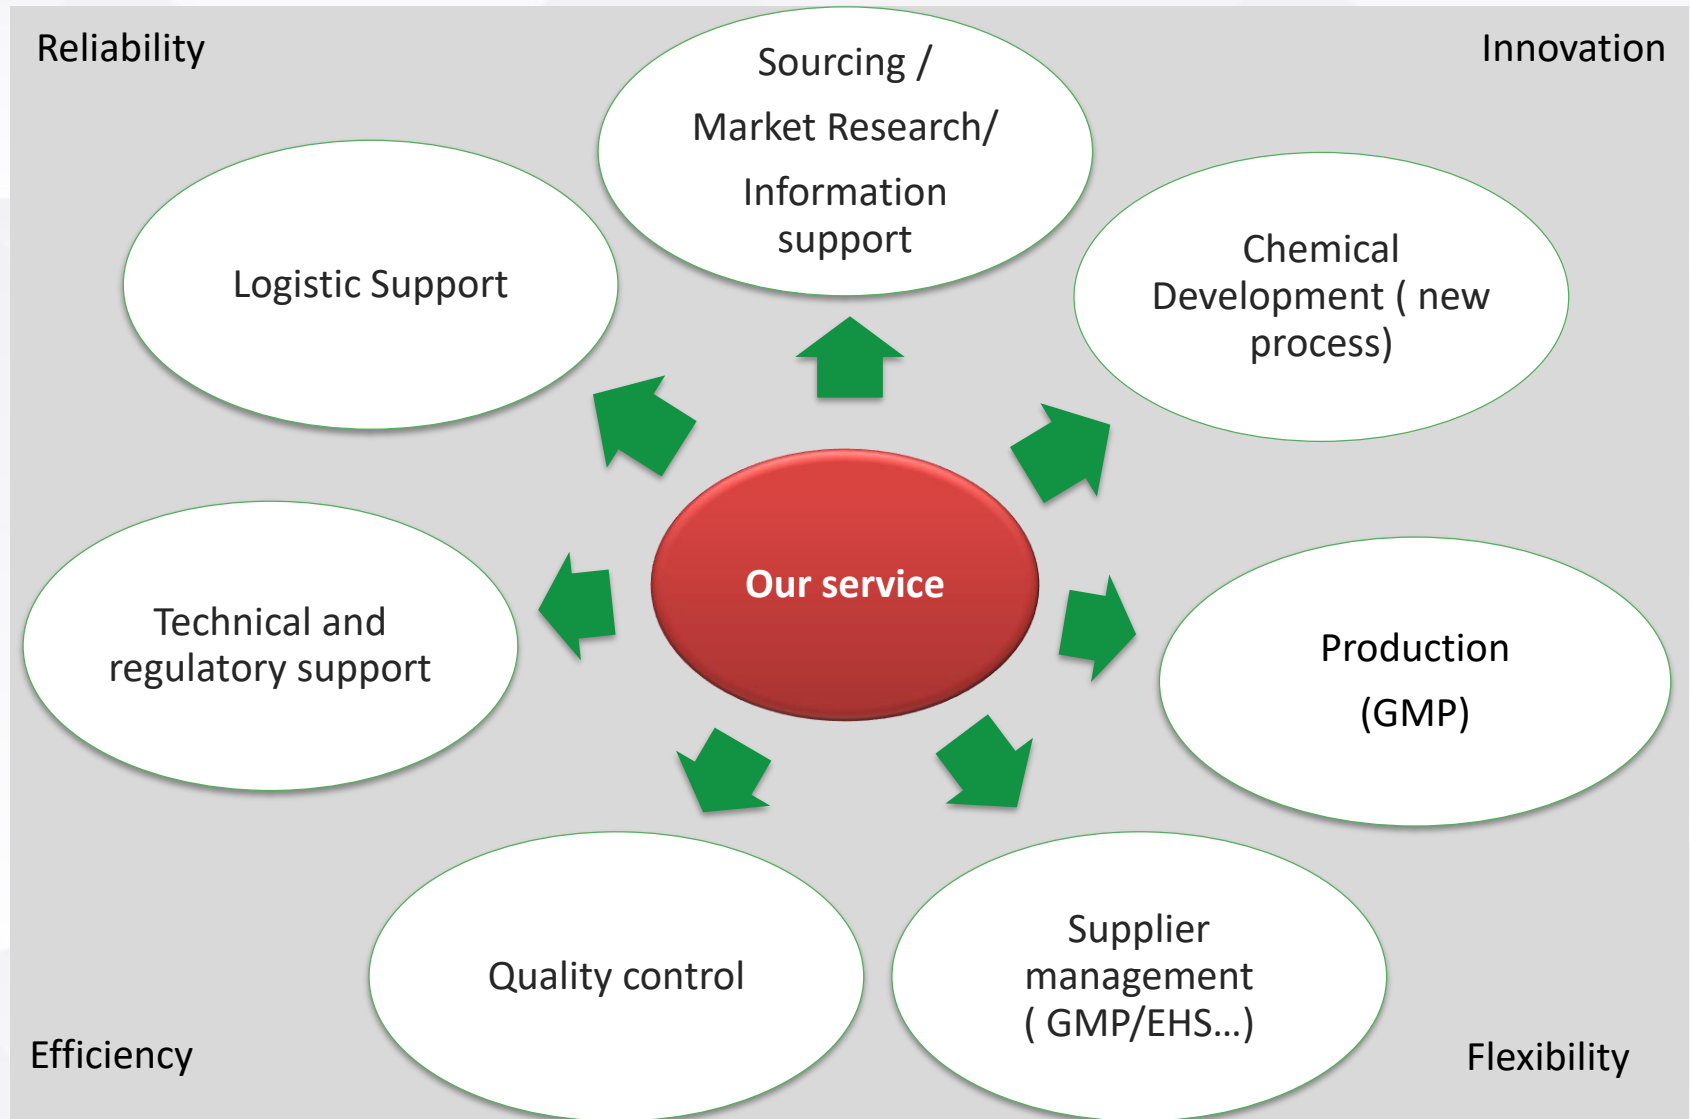 Reliability
Innovation
Sourcing /
Market Research/
Information
support
Logistic Support
Chemical
Development ( new
process)
Our service
Technical and
regulatory support
Production
(GMP)
Quality control
Supplier
management
( GMP/EHS...)
Efficiency
Flexibility